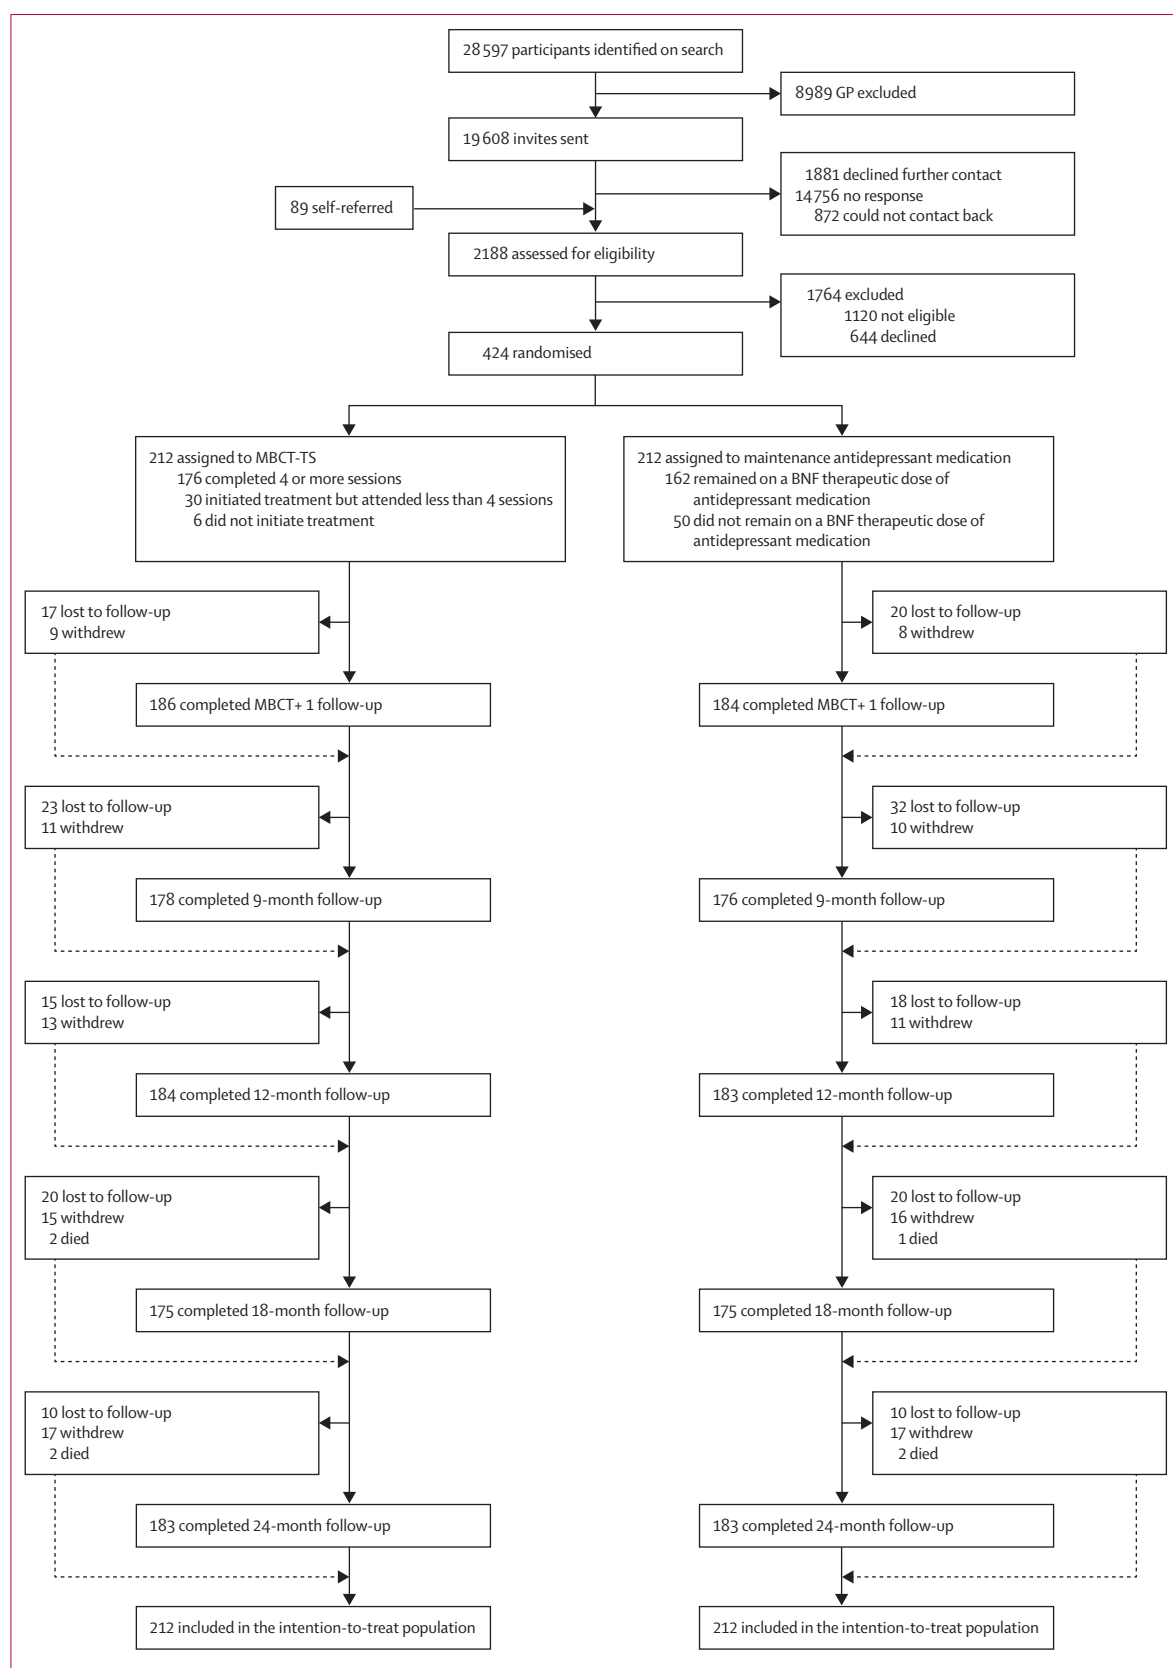 28 597 participants identified on search
8989 GP excluded
19 608 invites sent
1881 declined further contact
14 756 no response
872 could not contact back
89 self-referred
2188 assessed for eligibility
1764 excluded
1120 not eligible
644 declined
424 randomised
212 assigned to MBCT-TS
176 completed 4 or more sessions
30 initiated treatment but attended less than 4 sessions
6 did not initiate treatment
212 assigned to maintenance antidepressant medication
162 remained on a BNF therapeutic dose of
antidepressant medication
50 did not remain on a BNF therapeutic dose of
antidepressant medication
17 lost to follow-up
9 withdrew
20 lost to follow-up
8 withdrew
186 completed MBCT+ 1 follow-up
184 completed MBCT+ 1 follow-up
23 lost to follow-up
11 withdrew
32 lost to follow-up
10 withdrew
178 completed 9-month follow-up
176 completed 9-month follow-up
15 lost to follow-up
13 withdrew
18 lost to follow-up
11 withdrew
184 completed 12-month follow-up
183 completed 12-month follow-up
20 lost to follow-up
15 withdrew
2 died
20 lost to follow-up
16 withdrew
1 died
175 completed 18-month follow-up
175 completed 18-month follow-up
10 lost to follow-up
17 withdrew
2 died
10 lost to follow-up
17 withdrew
2 died
183 completed 24-month follow-up
183 completed 24-month follow-up
212 included in the intention-to-treat population
212 included in the intention-to-treat population